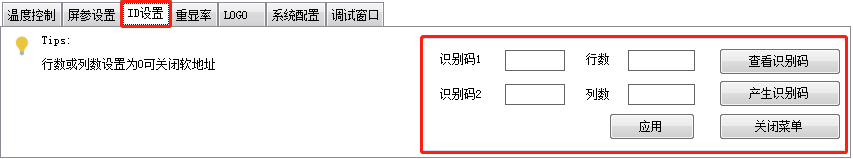 温度控制 屏参设置 ID设置 重显率 LOGO 系统配置 调试窗口
Tips:
行数或列数设置为0可关闭软地址
识别码1 行数 查看识别码
识别码2 列数 产生识别码
应用 关闭菜单